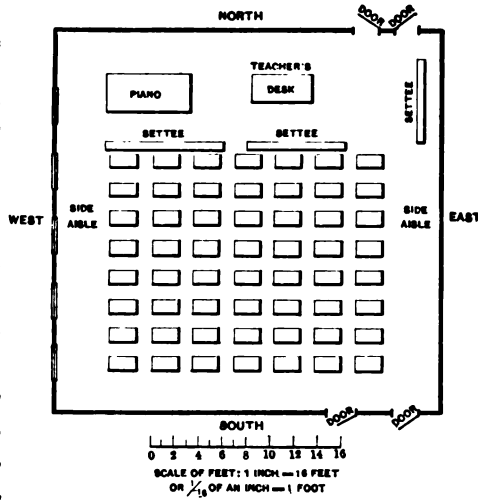 NORTH
DOOR DOOR
TEACHER'S
DESK
PIANO
SETTEE
SETTEE SETTEE
SIDE
AISLE
SIDE
AISLE
WEST
EAST
DOOR DOOR
SOUTH
0 2 4 6 8 10 12 14 16
SCALE OF FEET: 1 INCH = 16 FEET
OR 1/16 OF AN INCH = 1 FOOT